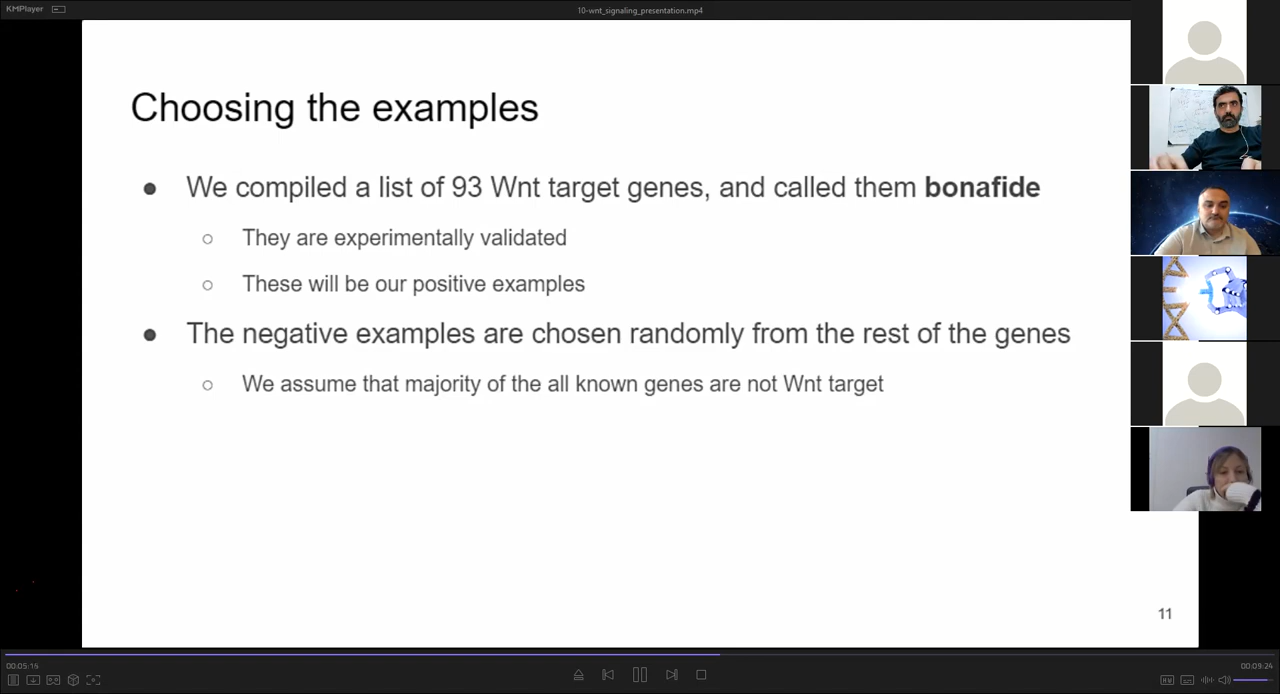 KMPlayer
10-wnt_signaling_presentation.mp4
Choosing the examples
● We compiled a list of 93 Wnt target genes, and called them bonafide
○ They are experimentally validated
○ These will be our positive examples
● The negative examples are chosen randomly from the rest of the genes
○ We assume that majority of the all known genes are not Wnt target
11
00:05:15
00:09:24